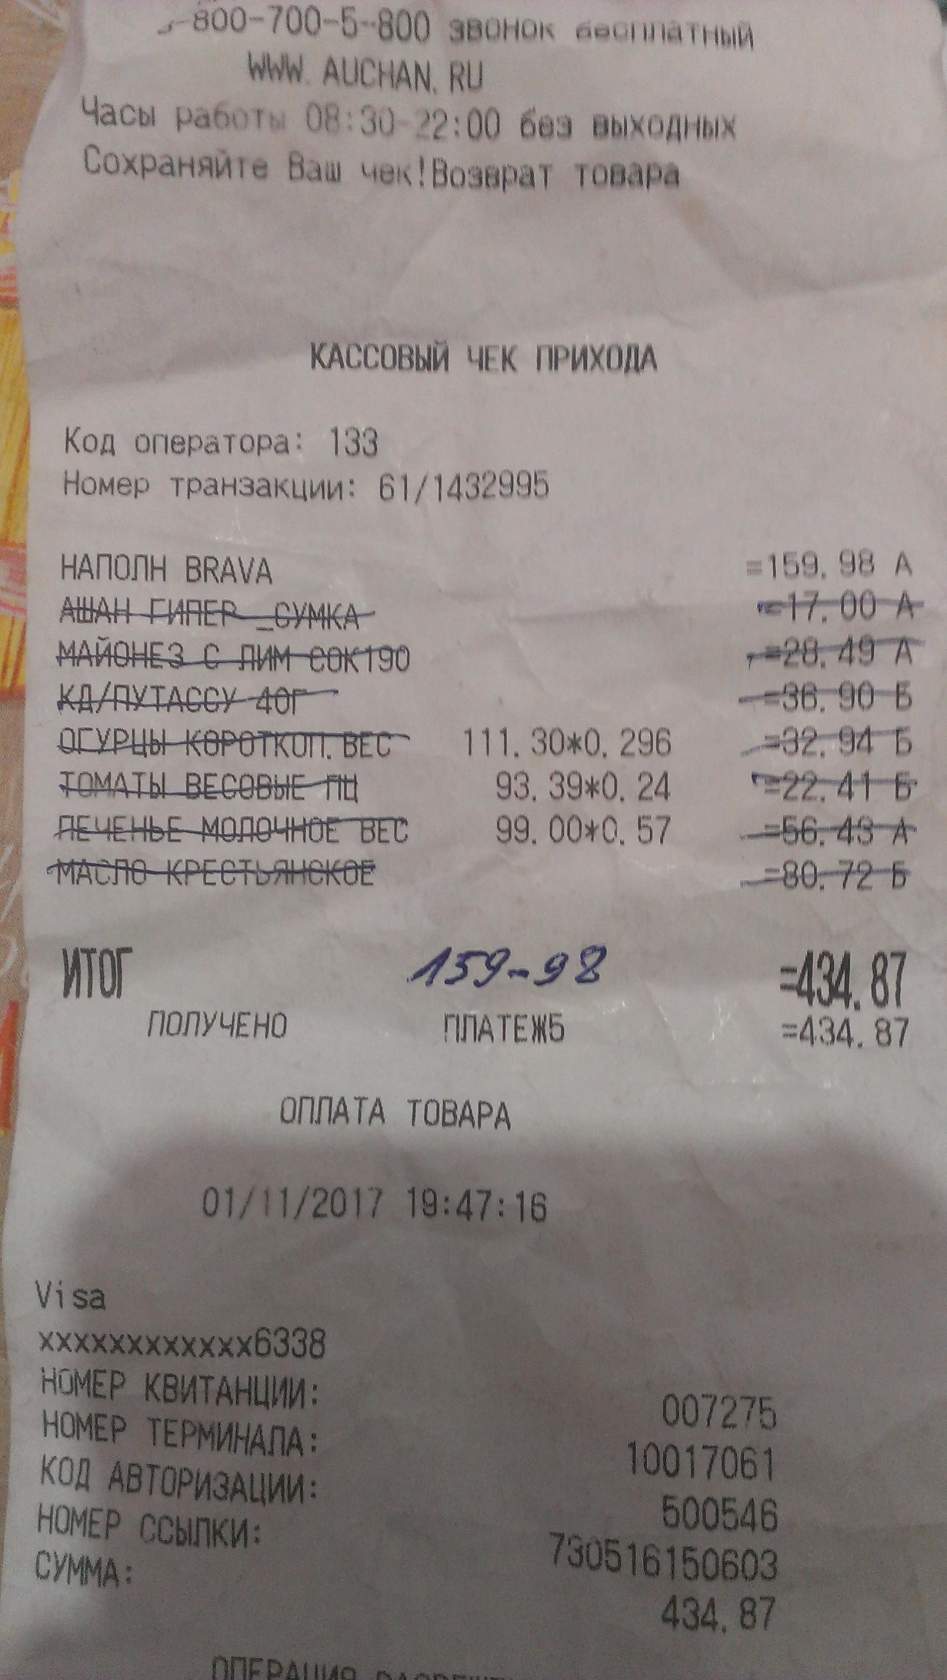 -800-700-5-800 звонок бесплатный
WWW.AUCHAN.RU
Часы работы 08:30-22:00 без выходных
Сохраняйте Ваш чек!Возврат товара
КАССОВЫЙ ЧЕК ПРИХОДА
Код оператора: 133
Номер транзакции: 61/1432995
НАПОЛН BRAVA =159.98 А
АШАН ГИПЕР _СУМКА =17.00 А
МАЙОНЕЗ С ЛИМ СОК190 =28.49 А
КД/ПУТАССУ 40Г =36.90 Б
ОГУРЦЫ КОРОТКОП.ВЕС 111.30*0.296 =32.94 Б
ТОМАТЫ ВЕСОВЫЕ ПЦ 93.39*0.24 =22.41 Б
ПЕЧЕНЬЕ МОЛОЧНОЕ ВЕС 99.00*0.57 =56.43 А
МАСЛО КРЕСТЬЯНСКОЕ =80.72 Б
ИТОГ 159-98 =434.87
ПОЛУЧЕНО ПЛАТЕЖ5 =434.87
ОПЛАТА ТОВАРА
01/11/2017 19:47:16
Visa
xxxxxxxxxxxx6338
НОМЕР КВИТАНЦИИ: 007275
НОМЕР ТЕРМИНАЛА: 10017061
КОД АВТОРИЗАЦИИ: 500546
НОМЕР ССЫЛКИ: 730516150603
СУММА: 434.87
ОПЕРАЦИЯ